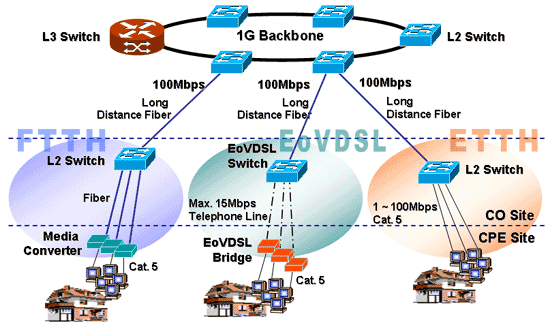 L3 Switch
1G Backbone
L2 Switch
100Mbps
100Mbps
100Mbps
Long
Distance Fiber
Long
Distance Fiber
Long
Distance Fiber
FTTH
EoVDSL
ETTH
L2 Switch
EoVDSL
Switch
L2 Switch
Fiber
Max. 15Mbps
Telephone Line
1 ~ 100Mbps
Cat. 5
CO Site
CPE Site
Media
Converter
Cat. 5
EoVDSL
Bridge
Cat. 5